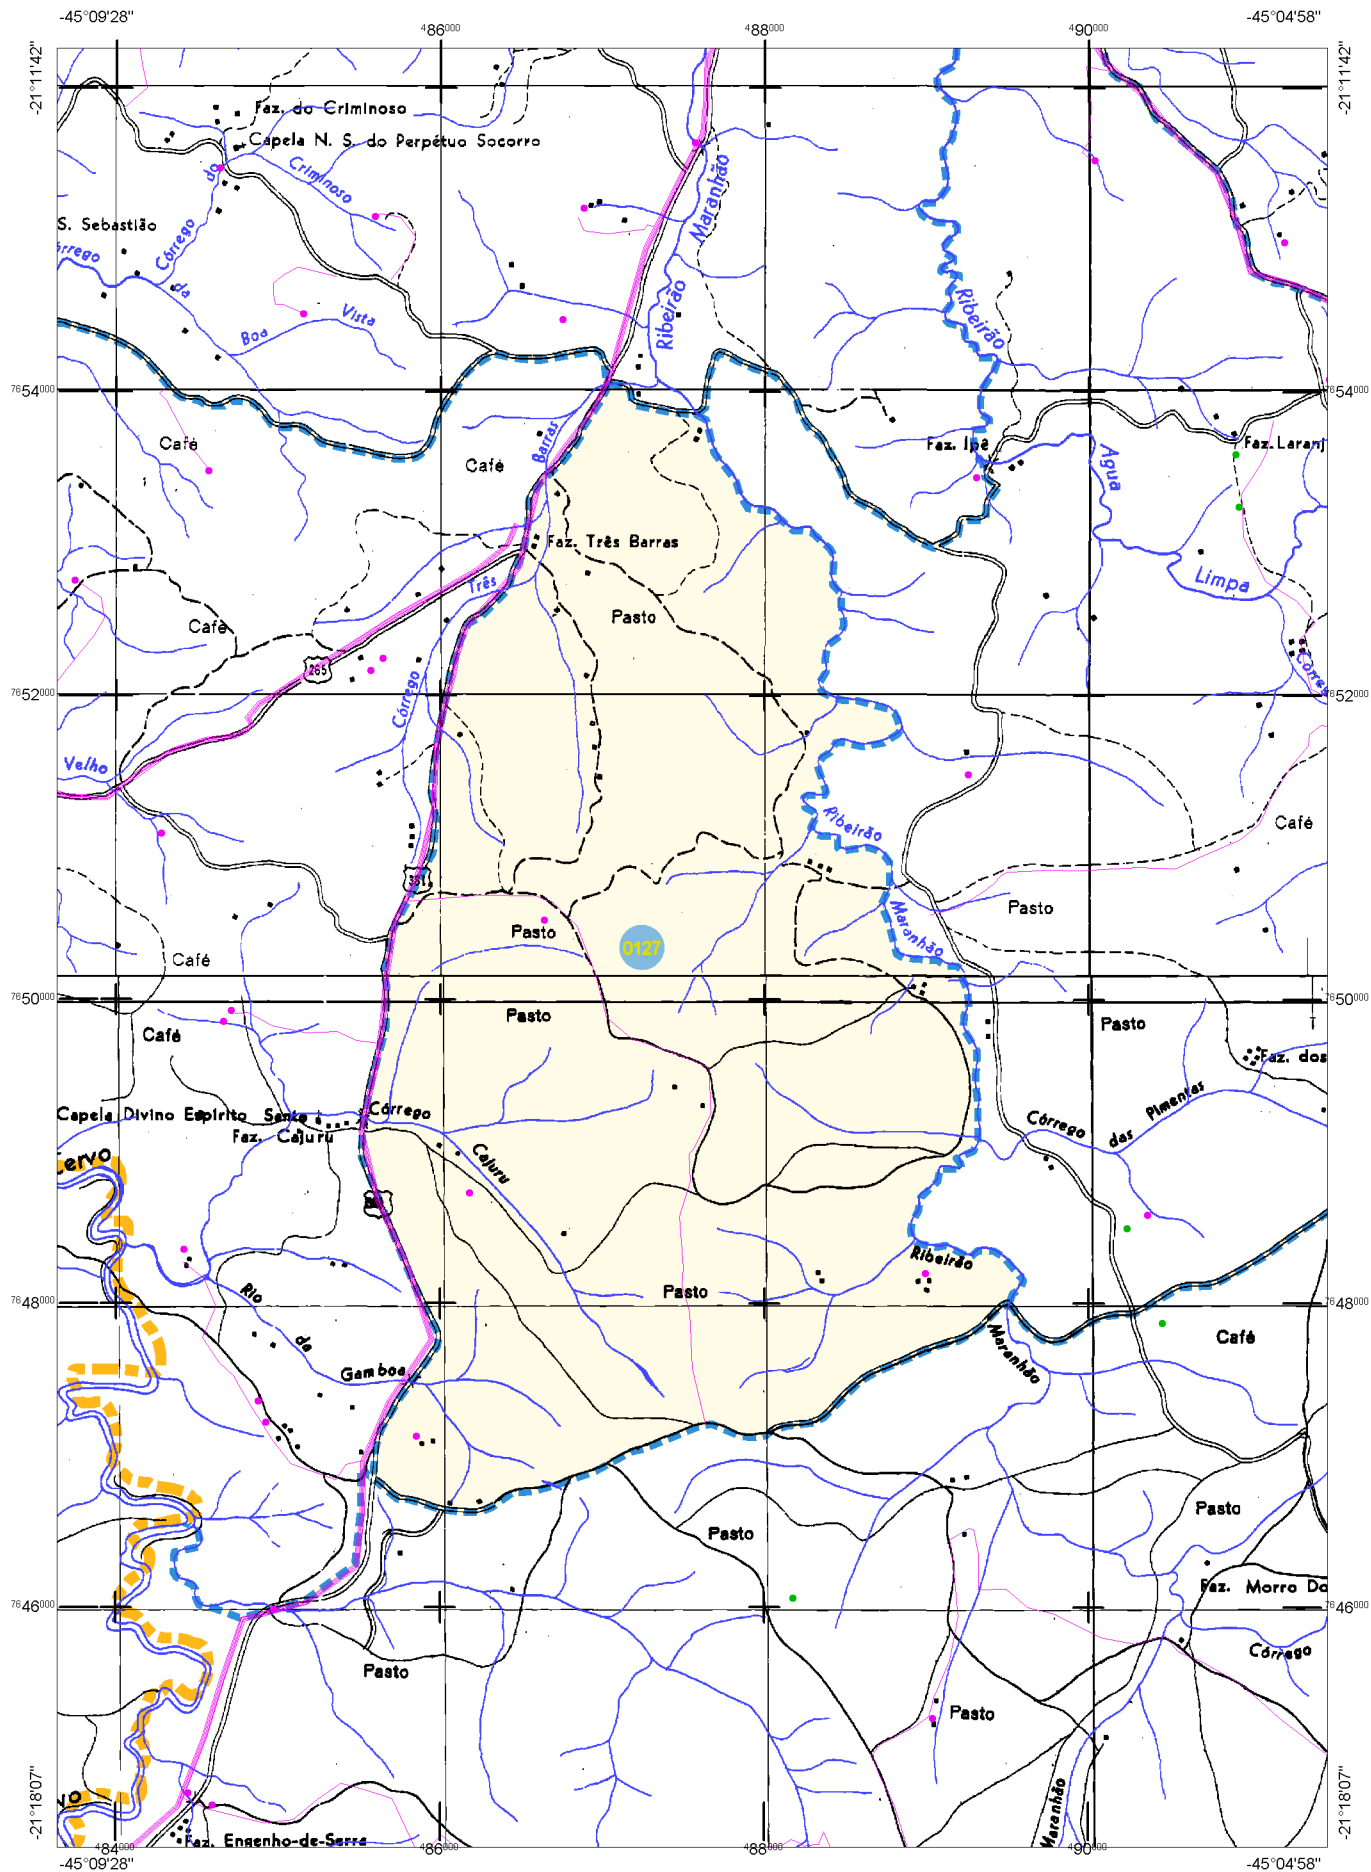 -45°09'28"
-45°04'58"
486000
488000
490000
-21°11'42"
-21°11'42"
Faz. do Criminoso
Capela N. S. do Perpétuo Socorro
Criminoso
do
Córrego
S. Sebastião
da
Boa
Vista
Maranhão
Ribeirão
Ribeirão
7654000
7654000
Café
Café
Barras
Faz. Ipê
Água
Faz. Laranj
Faz. Três Barras
Três
Limpa
Pasto
Café
265
Córrego
7652000
7652000
Velho
Ribeirão
Café
Pasto
Maranhão
Pasto
0127
Café
7650000
7650000
Pasto
Café
Pasto
Faz. dos
Capela Divino Espírito Santo
Córrego
Faz. Cajuru
Cajuru
Córrego
das
Pimentas
Cervo
Ribeirão
Rio
da
Gamboa
Pasto
7648000
7648000
Maranhão
Café
Pasto
Pasto
7646000
7646000
Faz. Morro Do
Córrego
Pasto
Pasto
Maranhão
vo
Faz. Engenho-de-Serra
-21°18'07"
-21°18'07"
484000
486000
488000
490000
-45°09'28"
-45°04'58"